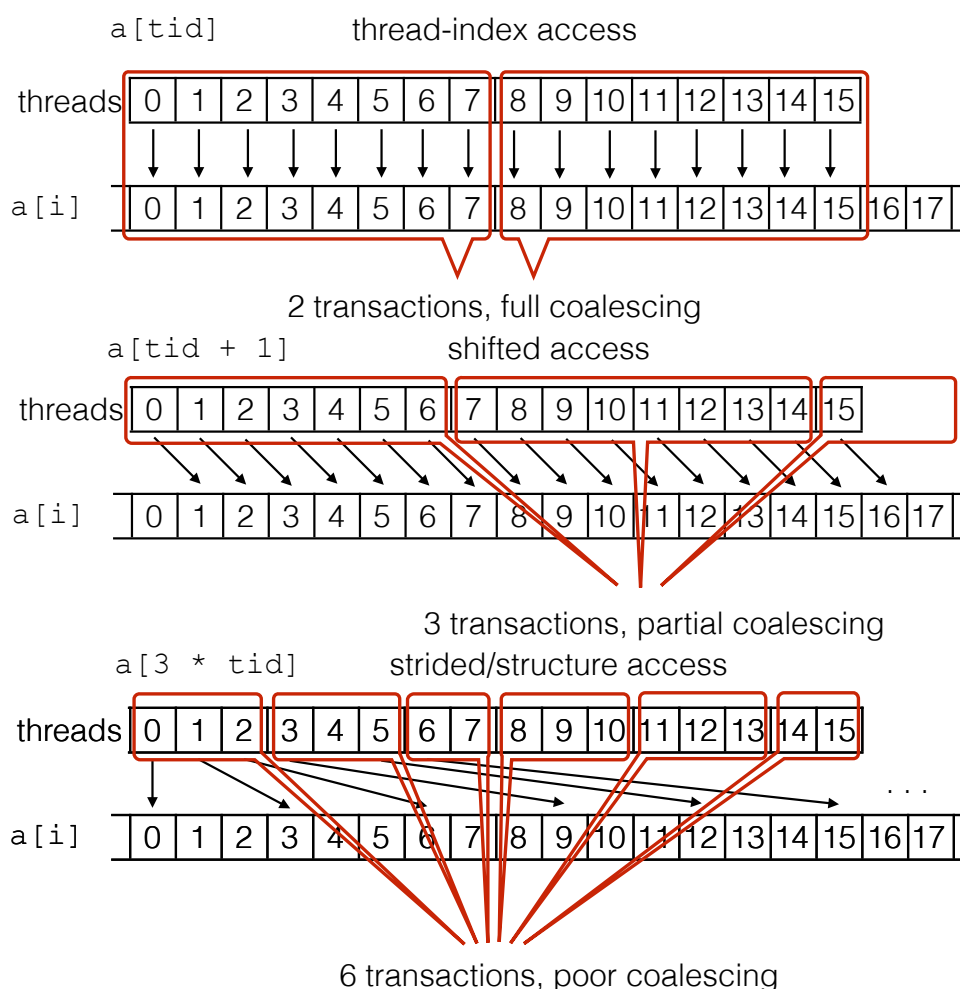 a[tid] thread-index access
threads 0 1 2 3 4 5 6 7 8 9 10 11 12 13 14 15
a[i] 0 1 2 3 4 5 6 7 8 9 10 11 12 13 14 15 16 17
2 transactions, full coalescing
a[tid + 1] shifted access
threads 0 1 2 3 4 5 6 7 8 9 10 11 12 13 14 15
a[i] 0 1 2 3 4 5 6 7 8 9 10 11 12 13 14 15 16 17
3 transactions, partial coalescing
a[3 * tid] strided/structure access
threads 0 1 2 3 4 5 6 7 8 9 10 11 12 13 14 15
...
a[i] 0 1 2 3 4 5 6 7 8 9 10 11 12 13 14 15 16 17
6 transactions, poor coalescing